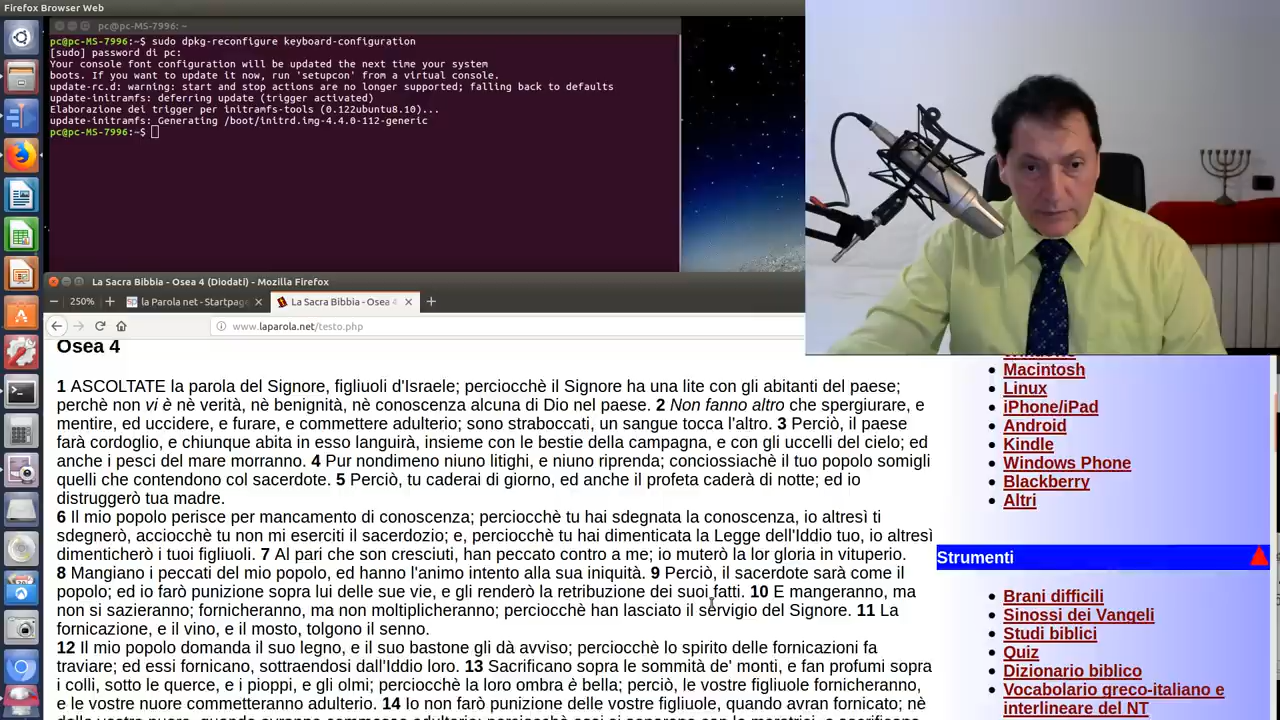 Firefox Browser Web
pc@pc-MS-7996: ~
pc@pc-MS-7996:~$ sudo dpkg-reconfigure keyboard-configuration
[sudo] password di pc:
Your console font configuration will be updated the next time your system
boots. If you want to update it now, run 'setupcon' from a virtual console.
update-rc.d: warning: start and stop actions are no longer supported; falling back to defaults
update-initramfs: deferring update (trigger activated)
Elaborazione dei trigger per initramfs-tools (0.122ubuntu8.10)...
update-initramfs: Generating /boot/initrd.img-4.4.0-112-generic
pc@pc-MS-7996:~$
La Sacra Bibbia - Osea 4 (Diodati) - Mozilla Firefox
250%
la Parola net - Startpage
La Sacra Bibbia - Osea 4
www.laparola.net/testo.php
Osea 4
1 ASCOLTATE la parola del Signore, figliuoli d'Israele; perciocchè il Signore ha una lite con gli abitanti del paese;
perchè non vi è nè verità, nè benignità, nè conoscenza alcuna di Dio nel paese. 2 Non fanno altro che spergiurare, e
mentire, ed uccidere, e furare, e commettere adulterio; sono straboccati, un sangue tocca l'altro. 3 Perciò, il paese
farà cordoglio, e chiunque abita in esso languirà, insieme con le bestie della campagna, e con gli uccelli del cielo; ed
anche i pesci del mare morranno. 4 Pur nondimeno niuno litighi, e niuno riprenda; conciossiachè il tuo popolo somigli
quelli che contendono col sacerdote. 5 Perciò, tu caderai di giorno, ed anche il profeta caderà di notte; ed io
distruggerò tua madre.
6 Il mio popolo perisce per mancamento di conoscenza; perciocchè tu hai sdegnata la conoscenza, io altresì ti
sdegnerò, acciocchè tu non mi eserciti il sacerdozio; e, perciocchè tu hai dimenticata la Legge dell'Iddio tuo, io altresì
dimenticherò i tuoi figliuoli. 7 Al pari che son cresciuti, han peccato contro a me; io muterò la lor gloria in vituperio.
8 Mangiano i peccati del mio popolo, ed hanno l'animo intento alla sua iniquità. 9 Perciò, il sacerdote sarà come il
popolo; ed io farò punizione sopra lui delle sue vie, e gli renderò la retribuzione dei suoi fatti. 10 E mangeranno, ma
non si sazieranno; fornicheranno, ma non moltiplicheranno; perciocchè han lasciato il servigio del Signore. 11 La
fornicazione, e il vino, e il mosto, tolgono il senno.
12 Il mio popolo domanda il suo legno, e il suo bastone gli dà avviso; perciocchè lo spirito delle fornicazioni fa
traviare; ed essi fornicano, sottraendosi dall'Iddio loro. 13 Sacrificano sopra le sommità de' monti, e fan profumi sopra
i colli, sotto le querce, e i pioppi, e gli olmi; perciocchè la loro ombra è bella; perciò, le vostre figliuole fornicheranno,
e le vostre nuore commetteranno adulterio. 14 Io non farò punizione delle vostre figliuole, quando avran fornicato; nè
Windows
Macintosh
Linux
iPhone/iPad
Android
Kindle
Windows Phone
Blackberry
Altri
Strumenti
Brani difficili
Sinossi dei Vangeli
Studi biblici
Quiz
Dizionario biblico
Vocabolario greco-italiano e
interlineare del NT